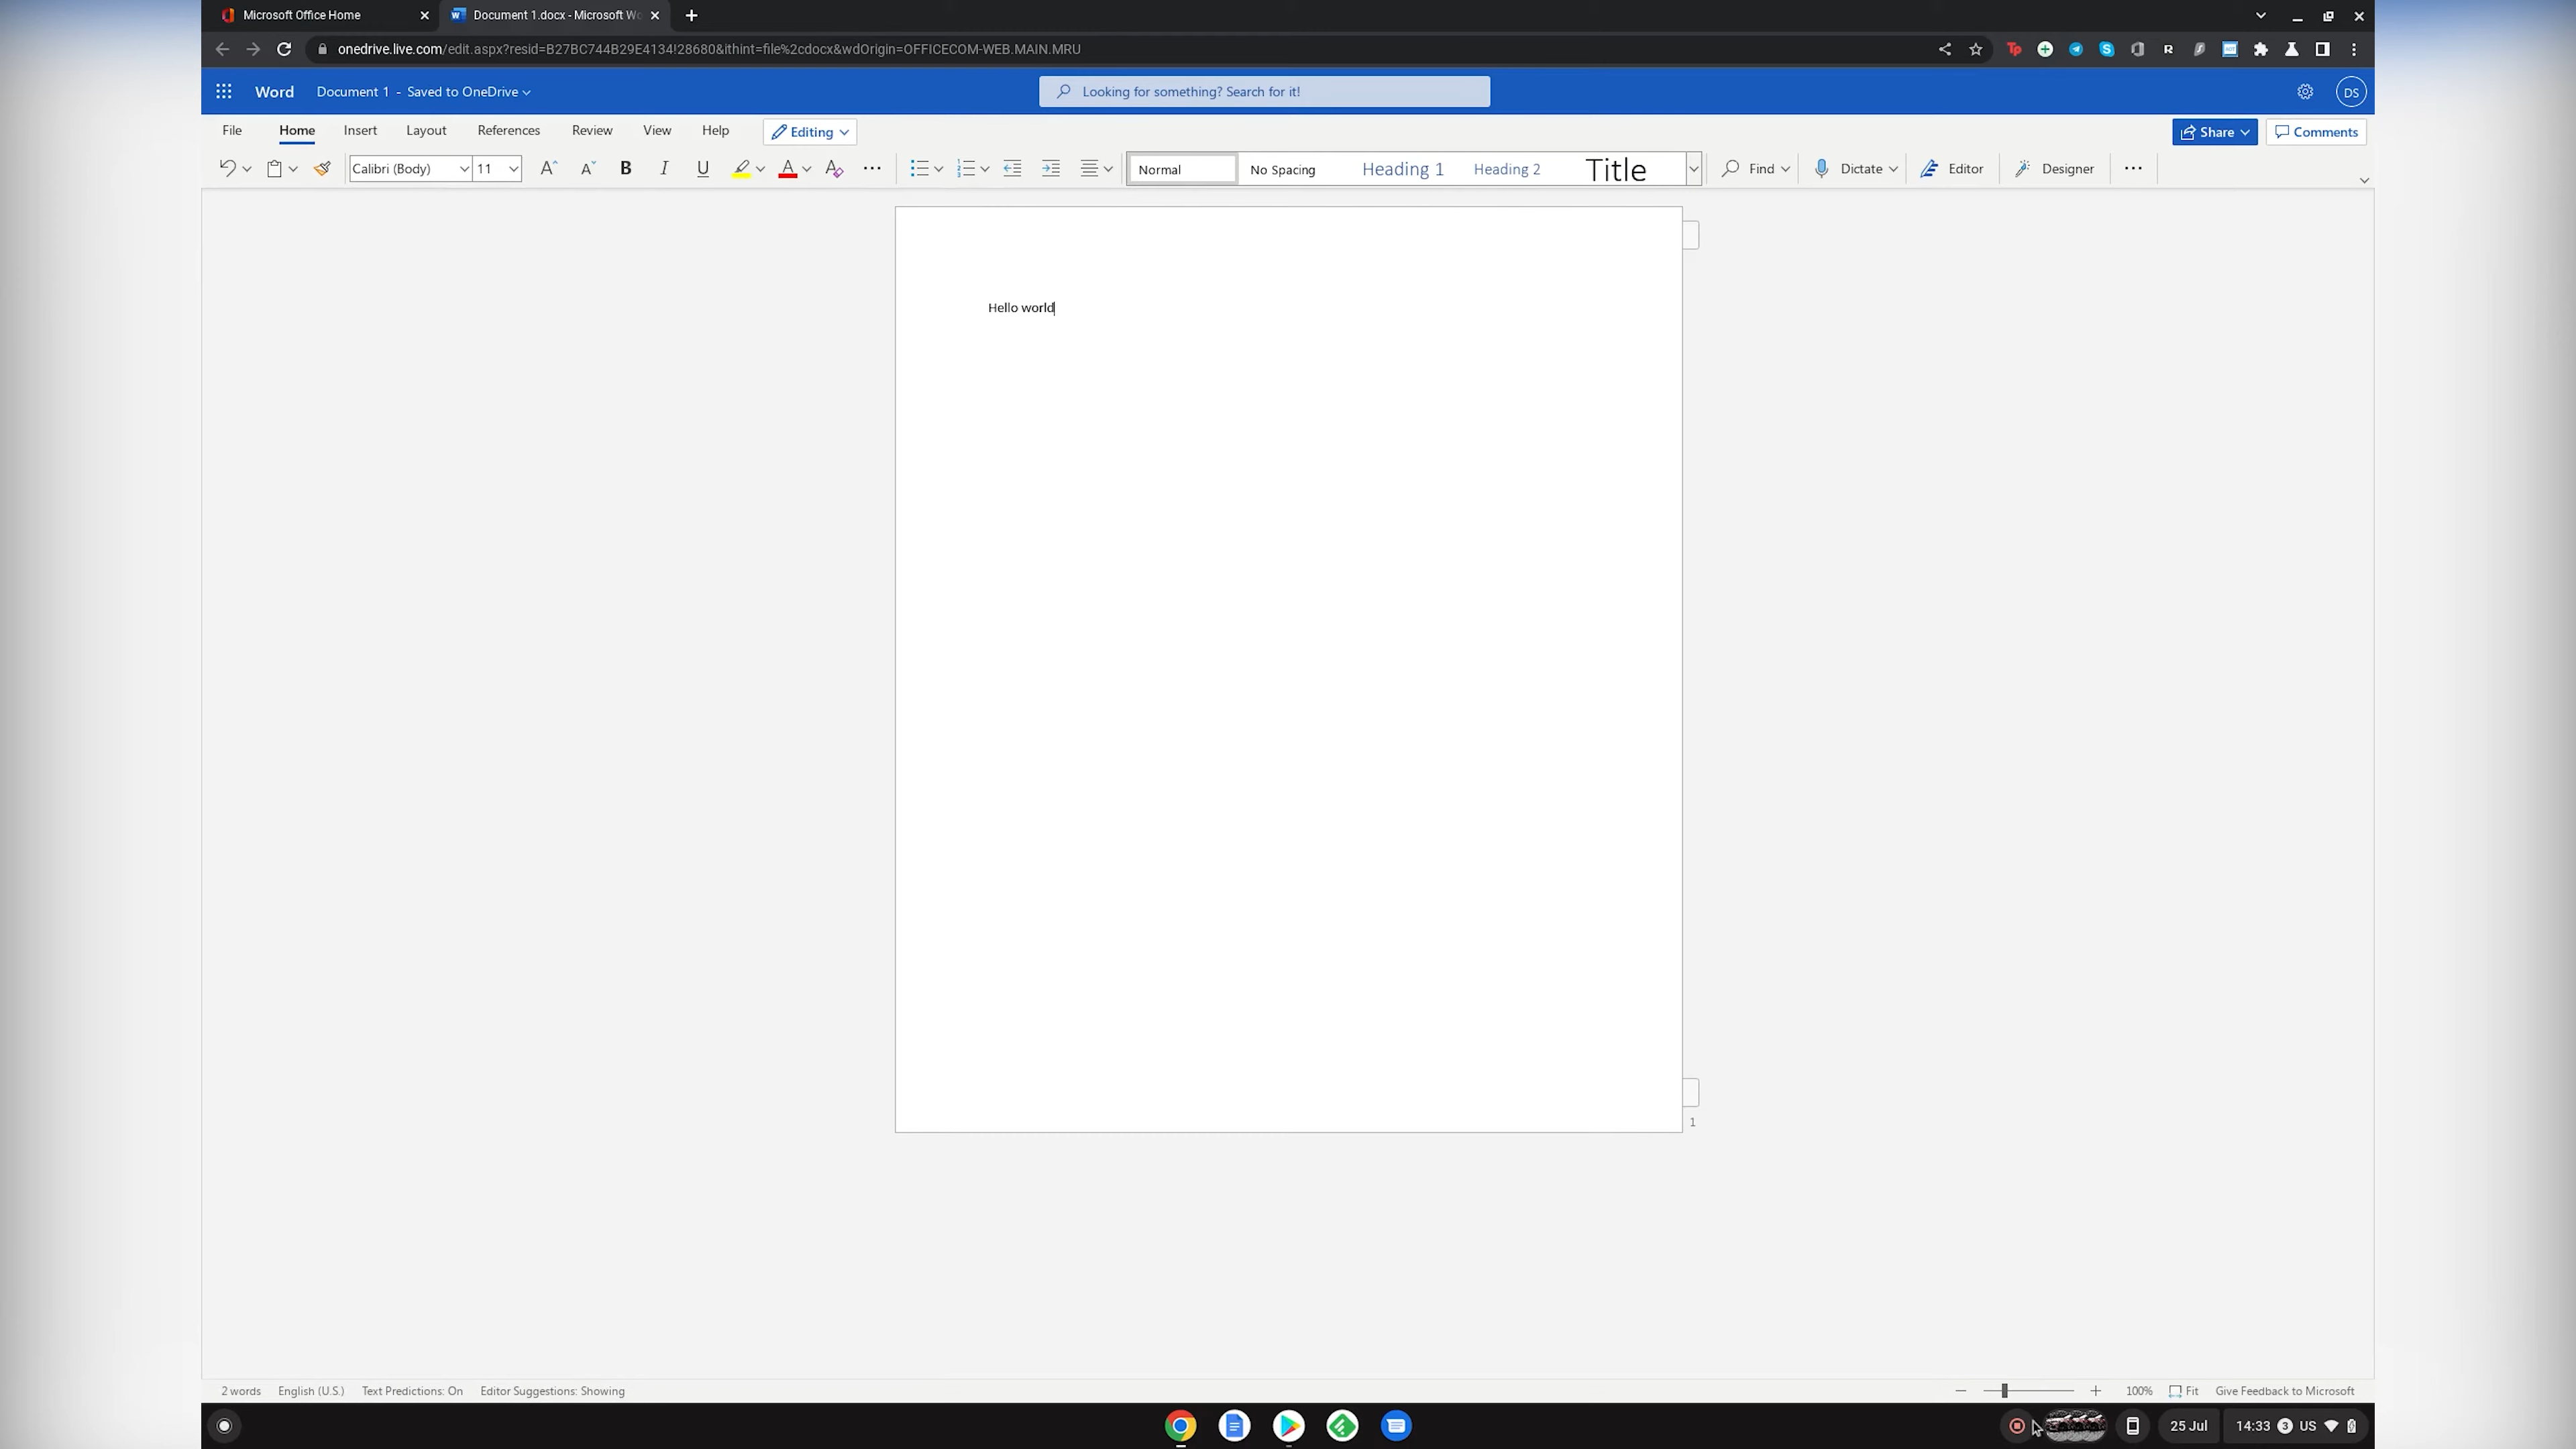 Microsoft Office Home
Document 1.docx - Microsoft Wo
onedrive.live.com/edit.aspx?resid=B27BC744B29E4134!28680&ithint=file%2cdocx&wdOrigin=OFFICECOM-WEB.MAIN.MRU
Word Document 1 - Saved to OneDrive Looking for something? Search for it! DS
File Home Insert Layout References Review View Help Editing Share Comments
Calibri (Body) 11 B I U Normal No Spacing Heading 1 Heading 2 Title Find Dictate Editor Designer
Hello world
1
2 words English (U.S.) Text Predictions: On Editor Suggestions: Showing 100% Fit Give Feedback to Microsoft
25 Jul 14:33 3 US